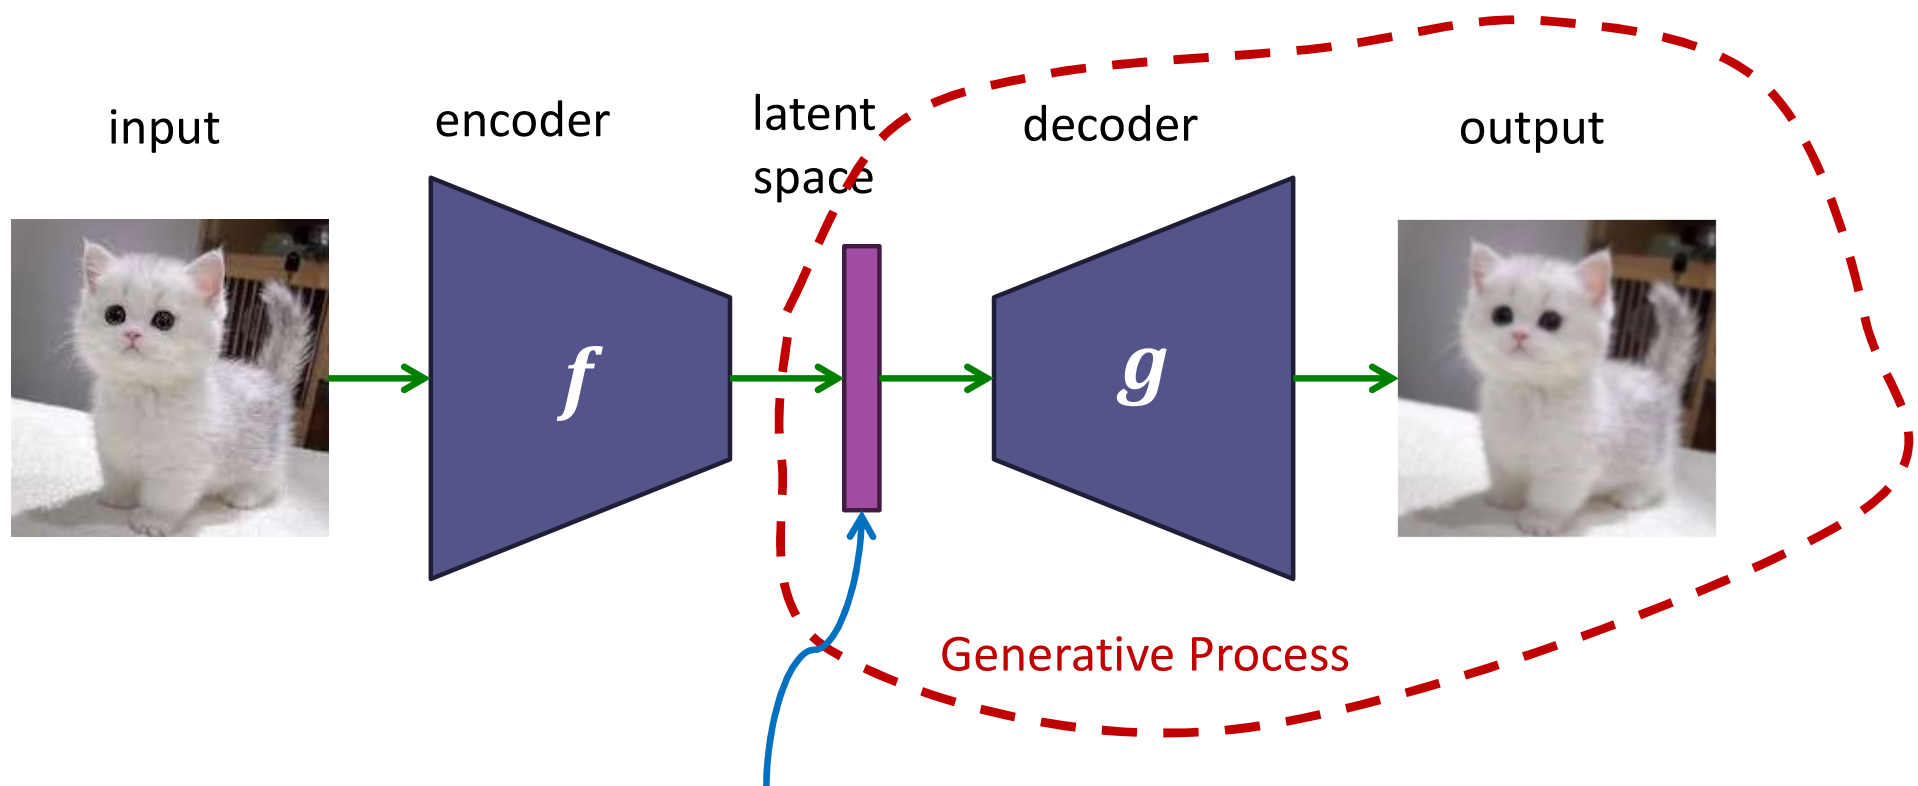 input
encoder
latent
space
decoder
output
f
g
Generative Process